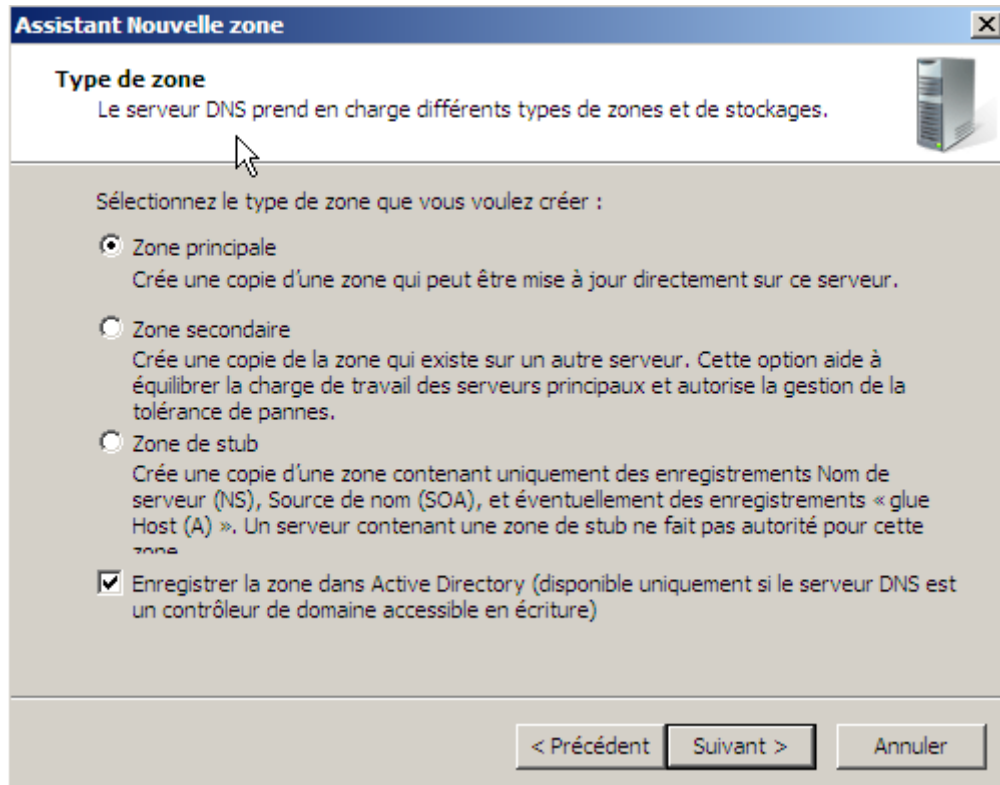 Assistant Nouvelle zone
Type de zone
Le serveur DNS prend en charge différents types de zones et de stockages.
Sélectionnez le type de zone que vous voulez créer :
Zone principale
Crée une copie d'une zone qui peut être mise à jour directement sur ce serveur.
Zone secondaire
Crée une copie de la zone qui existe sur un autre serveur. Cette option aide à
équilibrer la charge de travail des serveurs principaux et autorise la gestion de la
tolérance de pannes.
Zone de stub
Crée une copie d'une zone contenant uniquement des enregistrements Nom de
serveur (NS), Source de nom (SOA), et éventuellement des enregistrements « glue
Host (A) ». Un serveur contenant une zone de stub ne fait pas autorité pour cette
zone
Enregistrer la zone dans Active Directory (disponible uniquement si le serveur DNS est
un contrôleur de domaine accessible en écriture)
< Précédent Suivant > Annuler